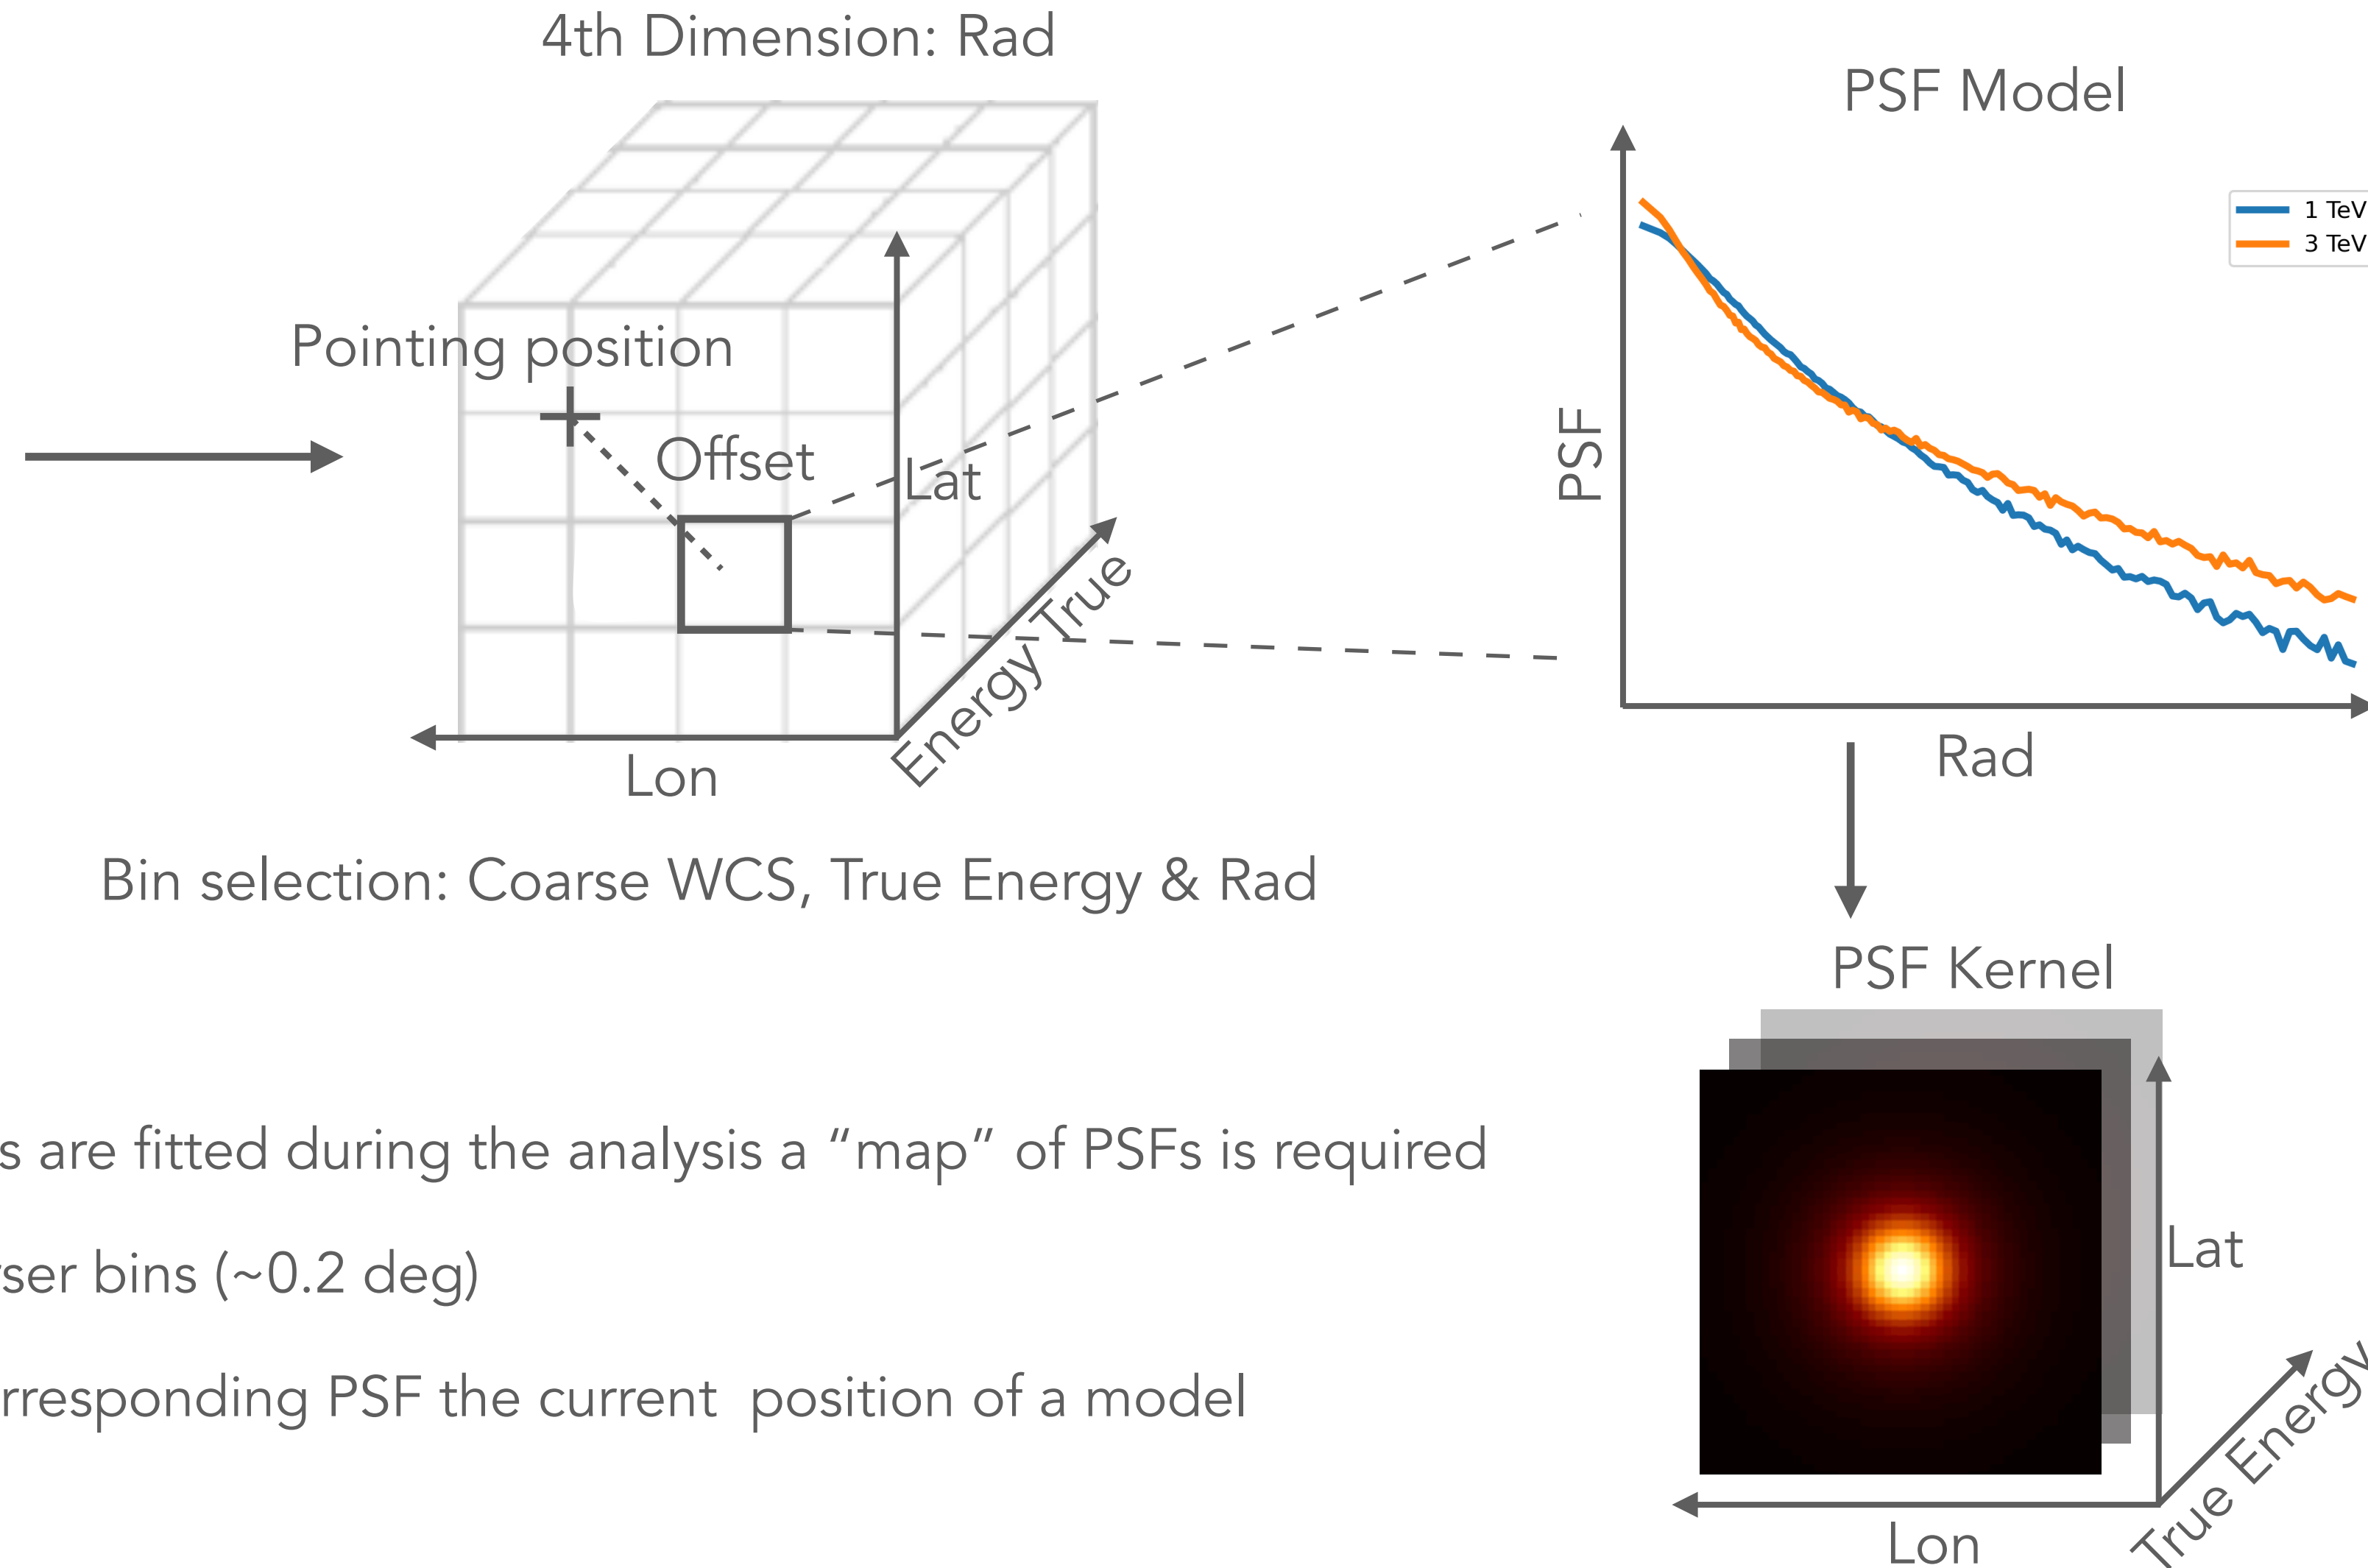 4th Dimension: Rad
PSF Model
1 TeV
3 TeV
Pointing position
Offset
Lat
PSF
Energy True
Lon
Rad
Bin selection: Coarse WCS, True Energy & Rad
PSF Kernel
s are fitted during the analysis a “map” of PSFs is required
Lat
ser bins (~0.2 deg)
rresponding PSF the current position of a model
True Energy
Lon